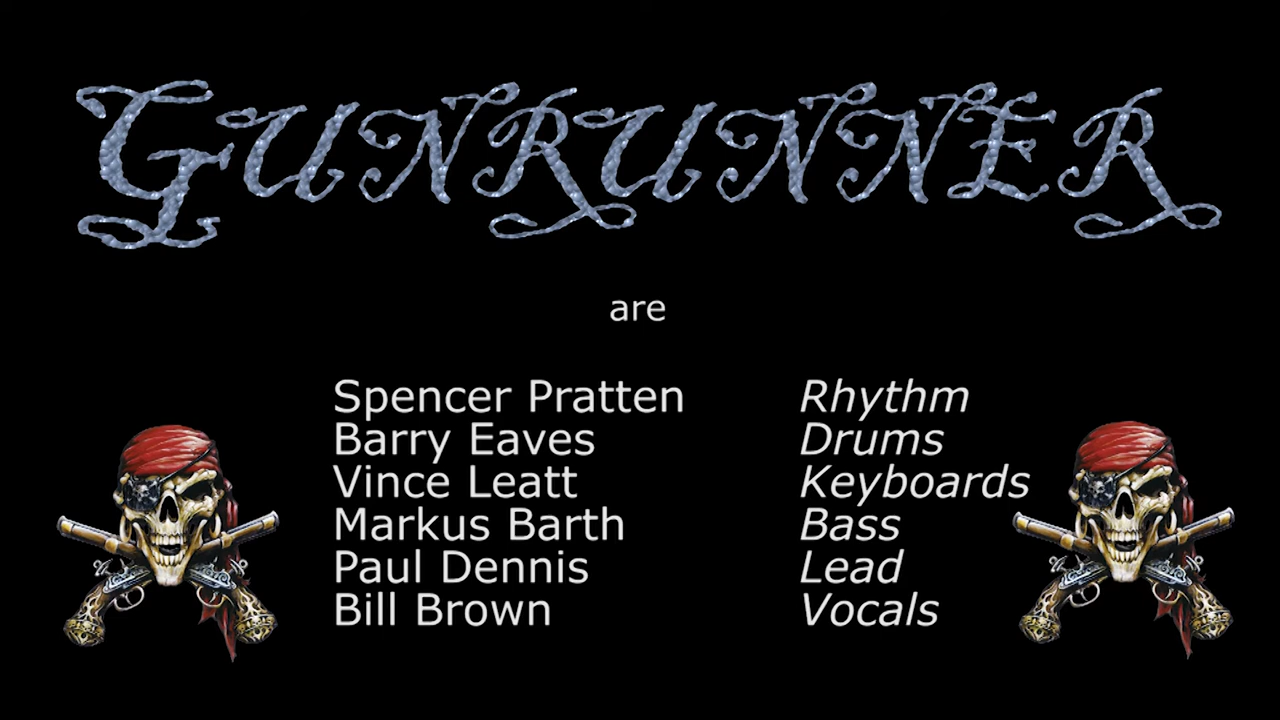 GUNRUNNER
are
Spencer Pratten Rhythm
Barry Eaves Drums
Vince Leatt Keyboards
Markus Barth Bass
Paul Dennis Lead
Bill Brown Vocals